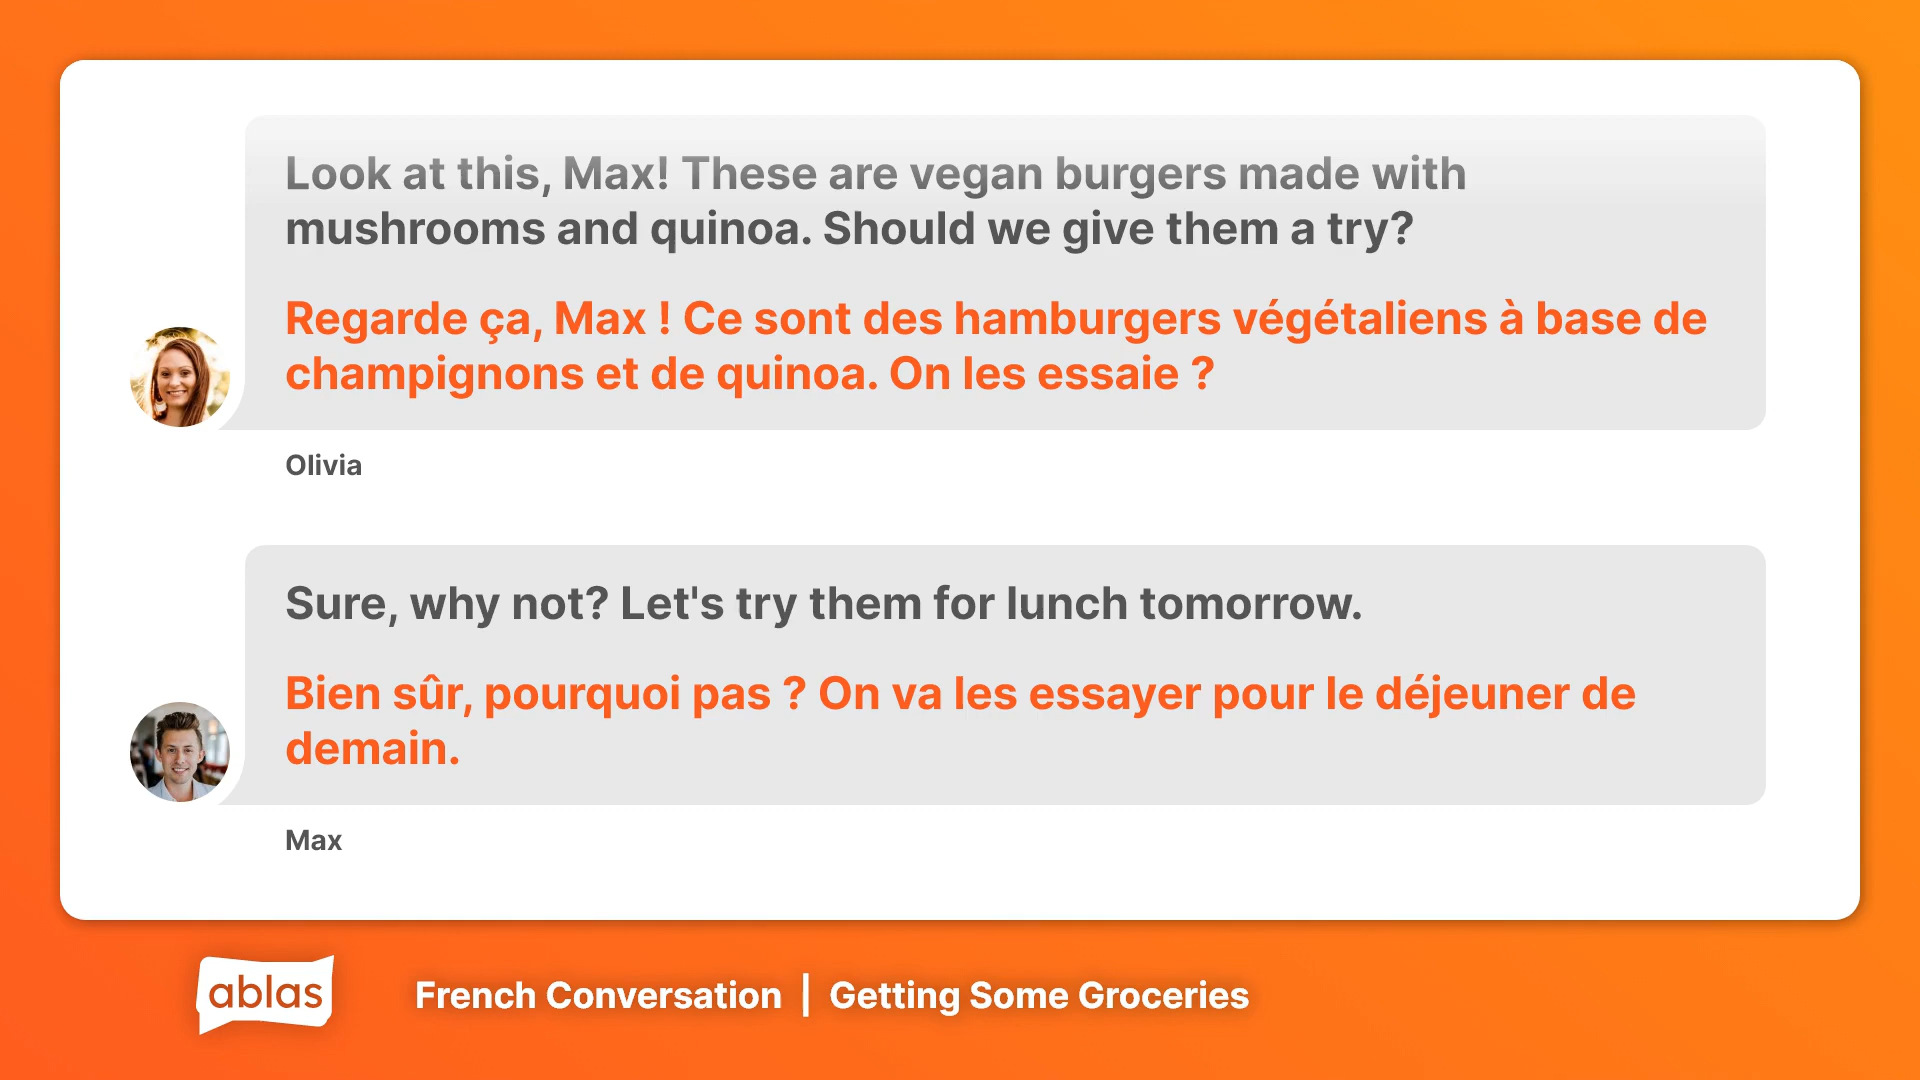 Look at this, Max! These are vegan burgers made with
mushrooms and quinoa. Should we give them a try?
Regarde ça, Max ! Ce sont des hamburgers végétaliens à base de
champignons et de quinoa. On les essaie ?
Olivia
Sure, why not? Let's try them for lunch tomorrow.
Bien sûr, pourquoi pas ? On va les essayer pour le déjeuner de
demain.
Max
ablas
French Conversation | Getting Some Groceries